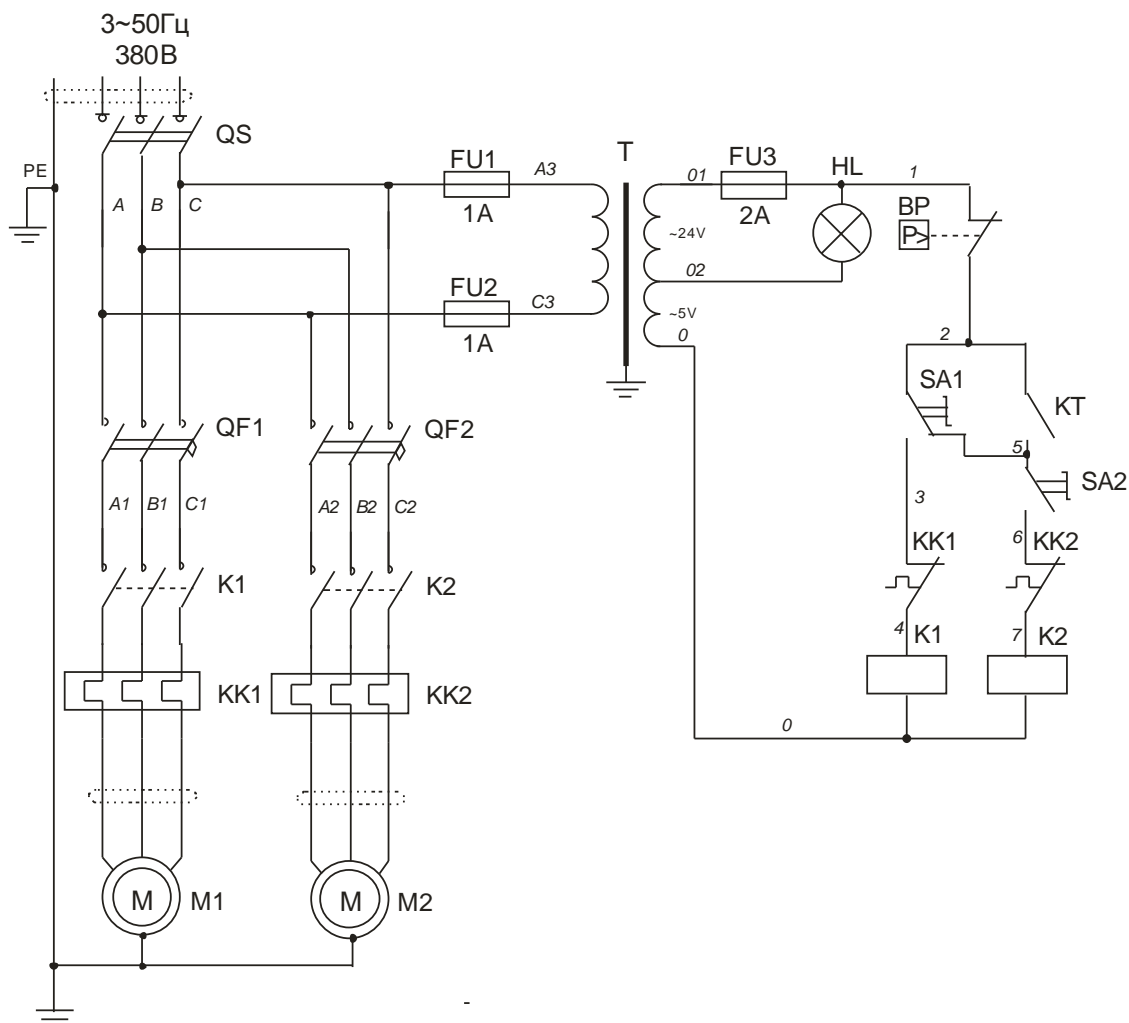 3~50Гц
380В
QS
PE
A B C
FU1
1A
A3
FU2
1A
C3
T
01
FU3
2A
HL
1
~24V
02
~5V
0
BP
P>
2
SA1
KT
5
SA2
3
6
KK1
KK2
4
K1
7
K2
0
QF1
QF2
A1 B1 C1
A2 B2 C2
K1
K2
KK1
KK2
M
M1
M
M2
-